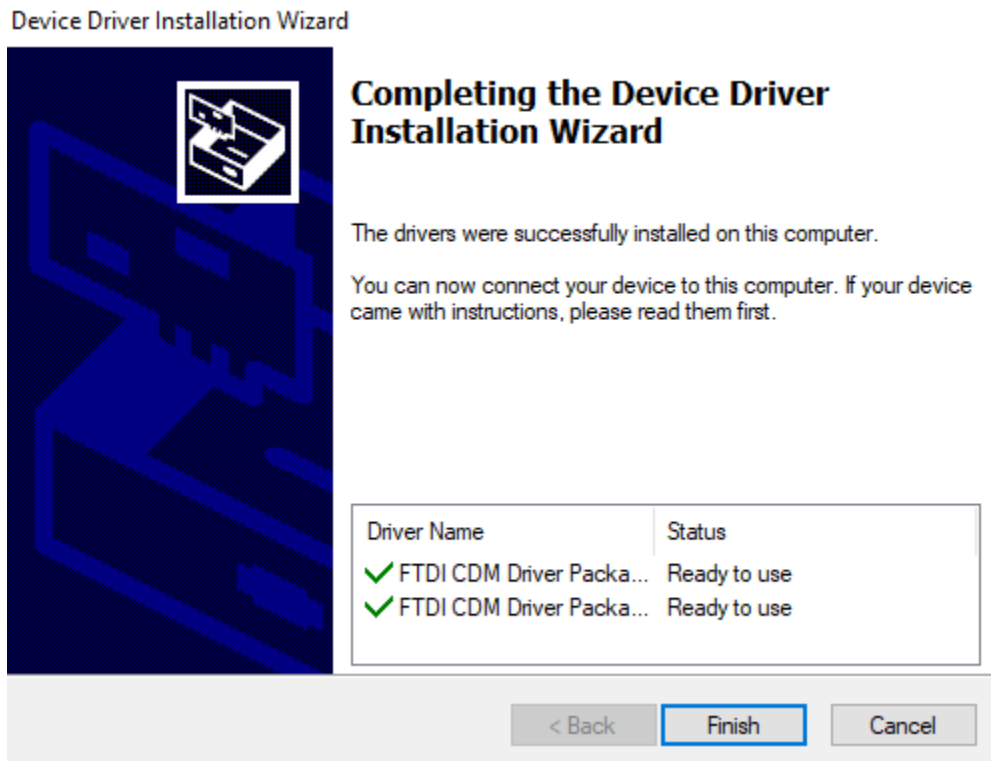 Device Driver Installation Wizard
Completing the Device Driver
Installation Wizard
The drivers were successfully installed on this computer.
You can now connect your device to this computer. If your device
came with instructions, please read them first.
Driver Name Status
FTDI CDM Driver Packa... Ready to use
FTDI CDM Driver Packa... Ready to use
< Back Finish Cancel